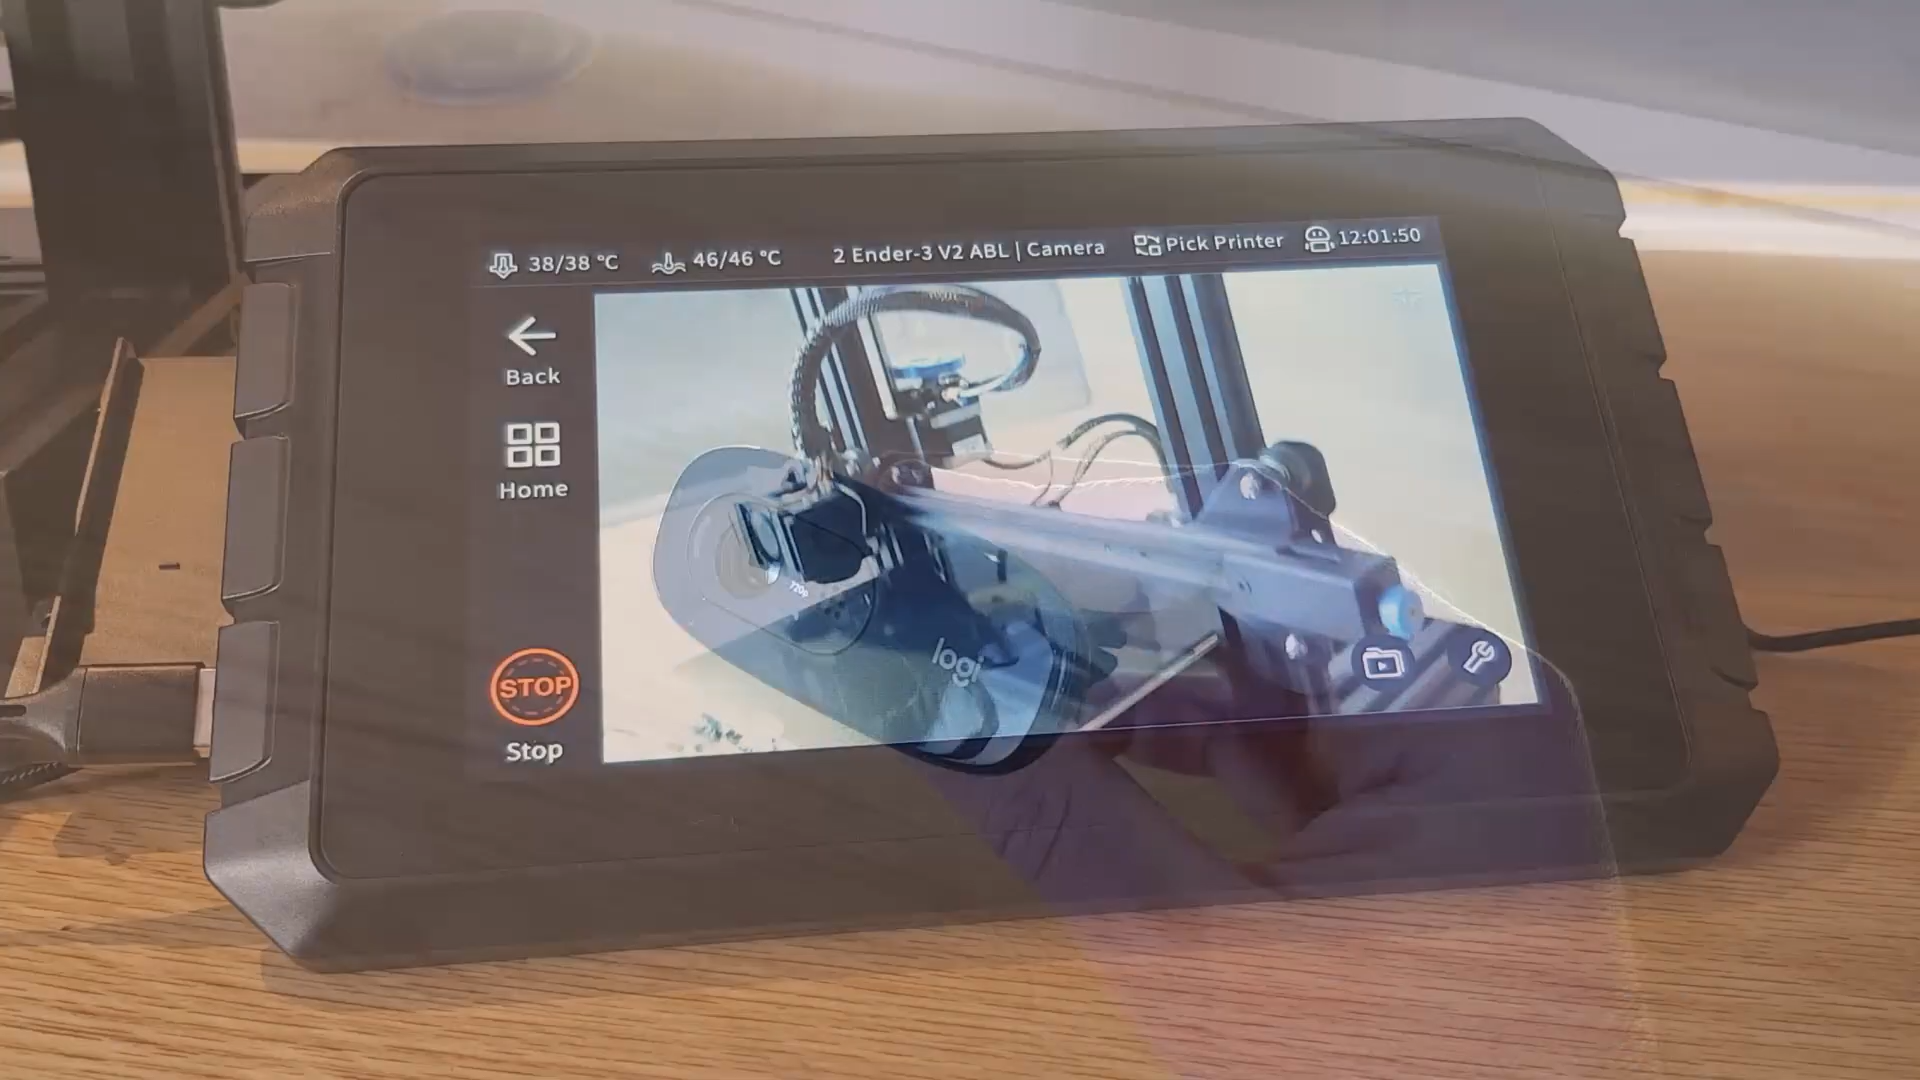 38/38 °C 46/46 °C 2 Ender-3 V2 ABL | Camera Pick Printer 12:01:50
Back
Home
720p
logi
STOP
Stop